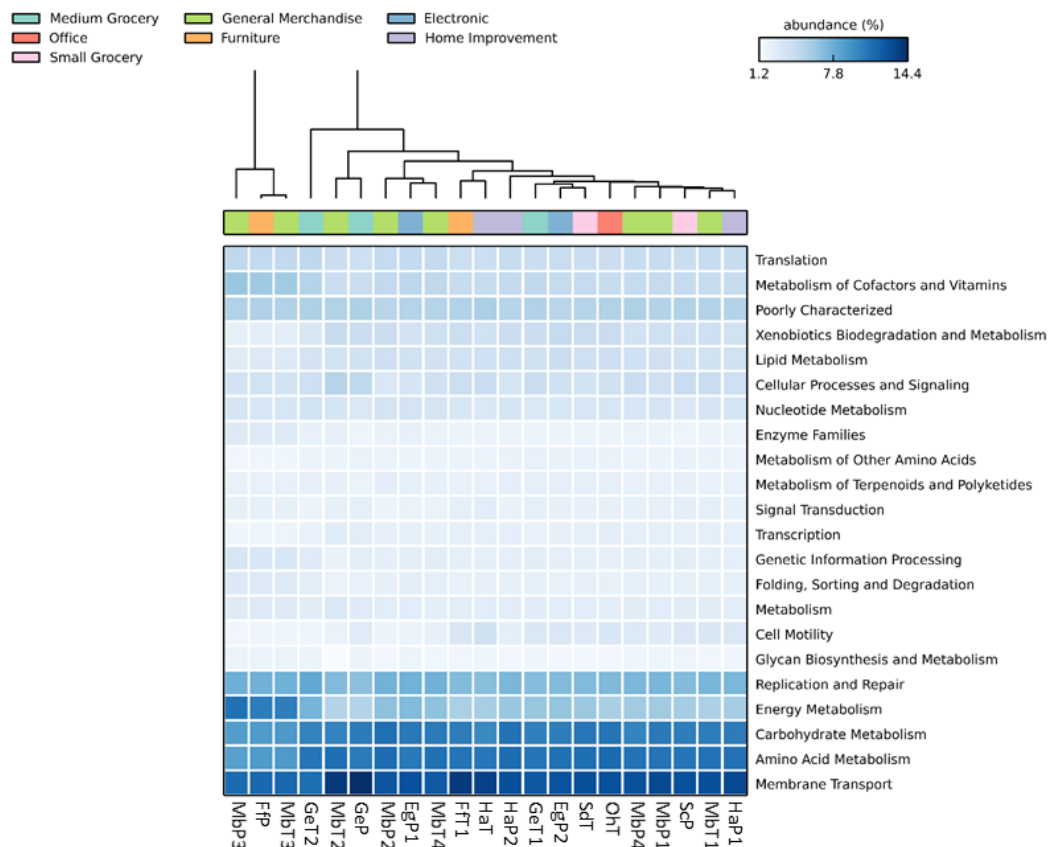 Medium Grocery General Merchandise Electronic
Office Furniture Home Improvement
Small Grocery
abundance (%)
1.2 7.8 14.4
Translation
Metabolism of Cofactors and Vitamins
Poorly Characterized
Xenobiotics Biodegradation and Metabolism
Lipid Metabolism
Cellular Processes and Signaling
Nucleotide Metabolism
Enzyme Families
Metabolism of Other Amino Acids
Metabolism of Terpenoids and Polyketides
Signal Transduction
Transcription
Genetic Information Processing
Folding, Sorting and Degradation
Metabolism
Cell Motility
Glycan Biosynthesis and Metabolism
Replication and Repair
Energy Metabolism
Carbohydrate Metabolism
Amino Acid Metabolism
Membrane Transport
MbP3 FfP MbT3 GeT2 MbT2 GeP MbP2 EgP1 MbT4 FfT1 HaT HaP2 GeT1 EgP2 SdT OhT MbP4 MbP1 ScP MbT1 HaP1